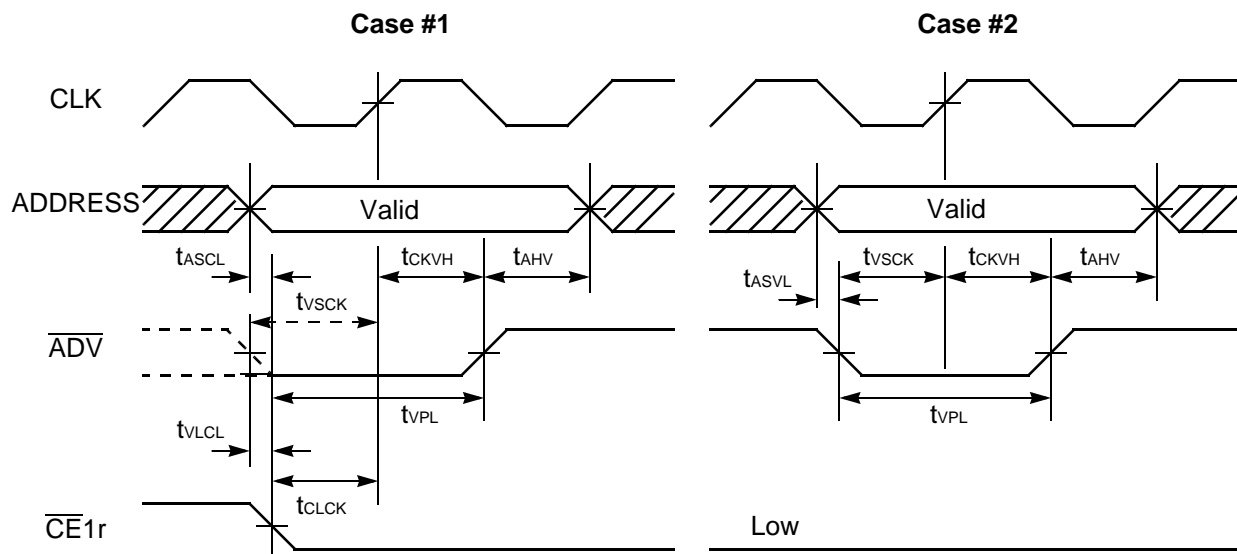 Case #1
Case #2
CLK
ADDRESS
Valid
Valid
tASCL
tCKVH
tAHV
tVSCK
tCKVH
tAHV
tVSCK
tASVL
ADV
tVPL
tVPL
tVLCL
tCLCK
CE1r
Low